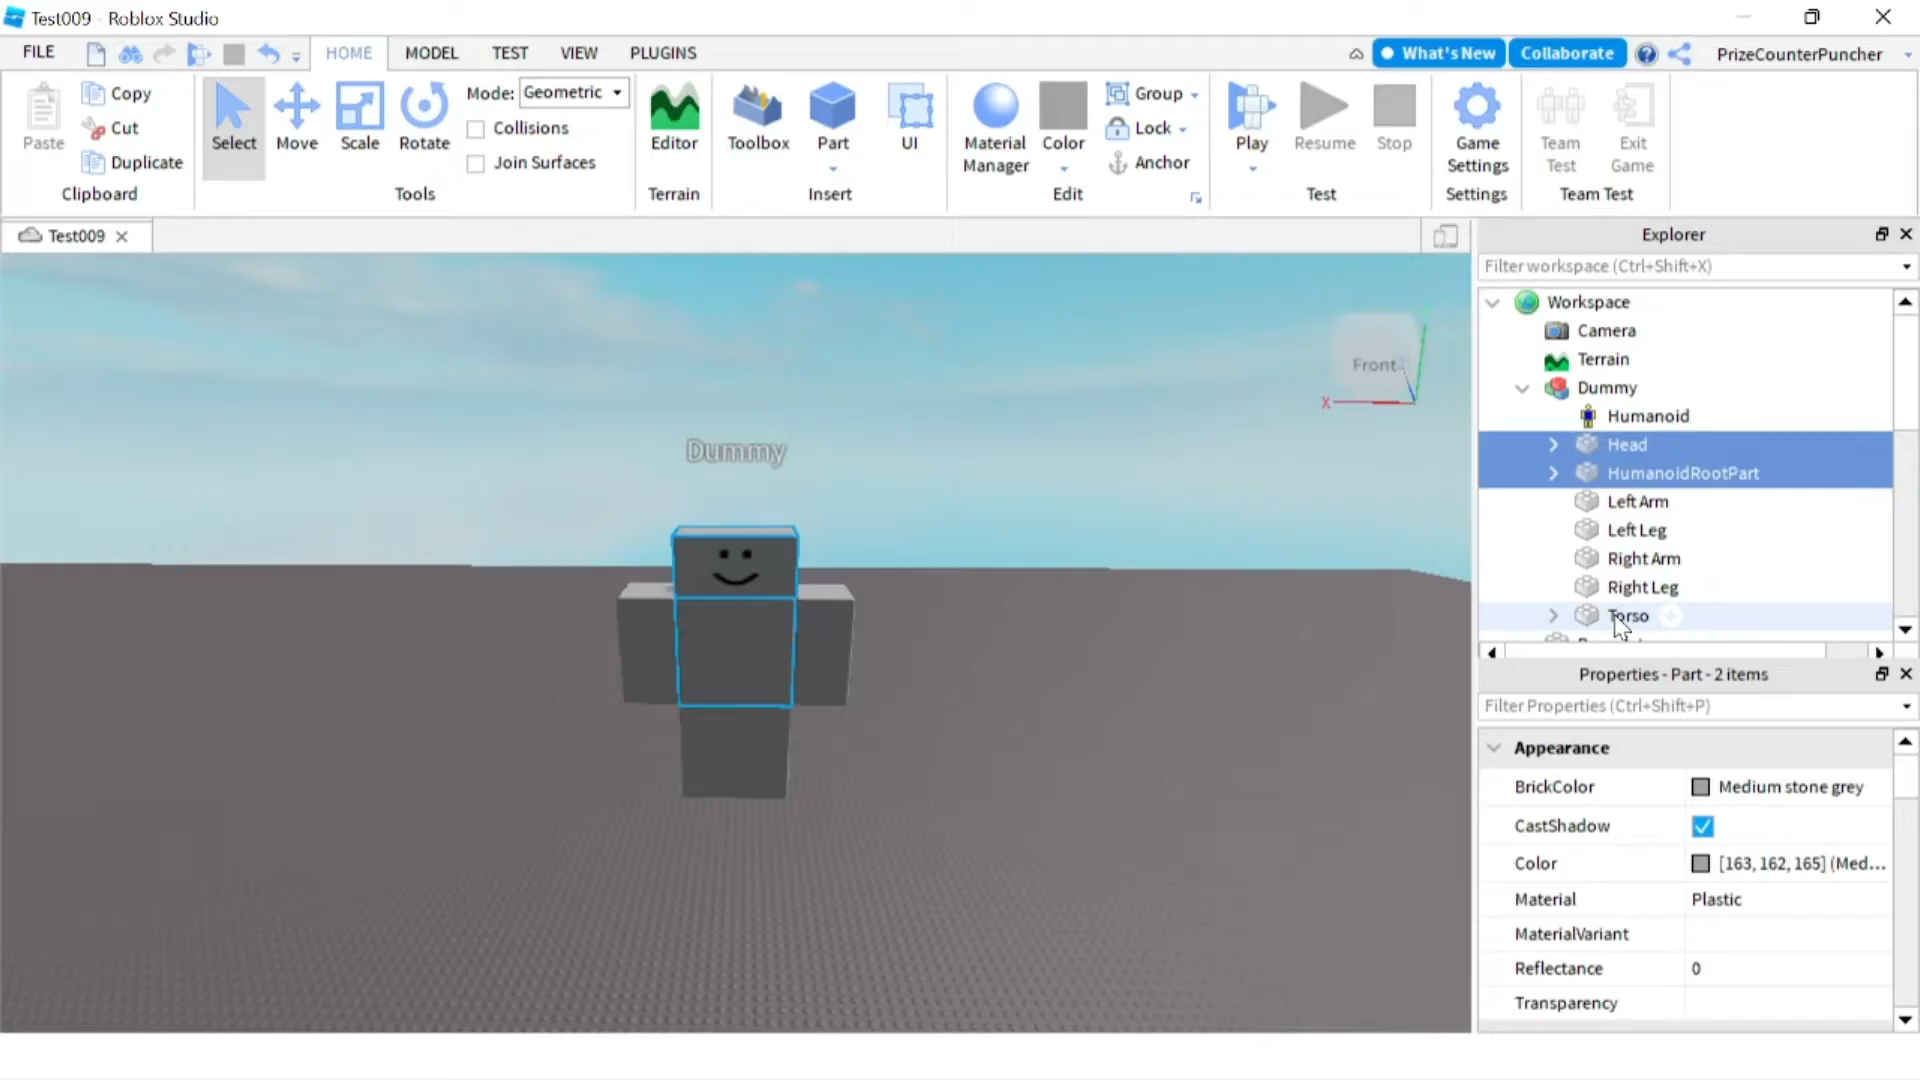 Test009 - Roblox Studio
FILE HOME MODEL TEST VIEW PLUGINS What's New Collaborate PrizeCounterPuncher
Paste Copy Cut Duplicate
Clipboard
Select Move Scale Rotate Mode: Geometric
Collisions
Join Surfaces
Tools
Editor
Terrain
Toolbox Part UI
Insert
Material Manager Color Group Lock Anchor
Edit
Play Resume Stop
Test
Game Settings
Settings
Team Test Exit Game
Team Test
Test009
Front
X
Dummy
Explorer
Filter workspace (Ctrl+Shift+X)
Workspace
Camera
Terrain
Dummy
Humanoid
Head
HumanoidRootPart
Left Arm
Left Leg
Right Arm
Right Leg
Torso
Properties - Part - 2 items
Filter Properties (Ctrl+Shift+P)
Appearance
BrickColor Medium stone grey
CastShadow
Color [163, 162, 165] (Med...
Material Plastic
MaterialVariant
Reflectance 0
Transparency